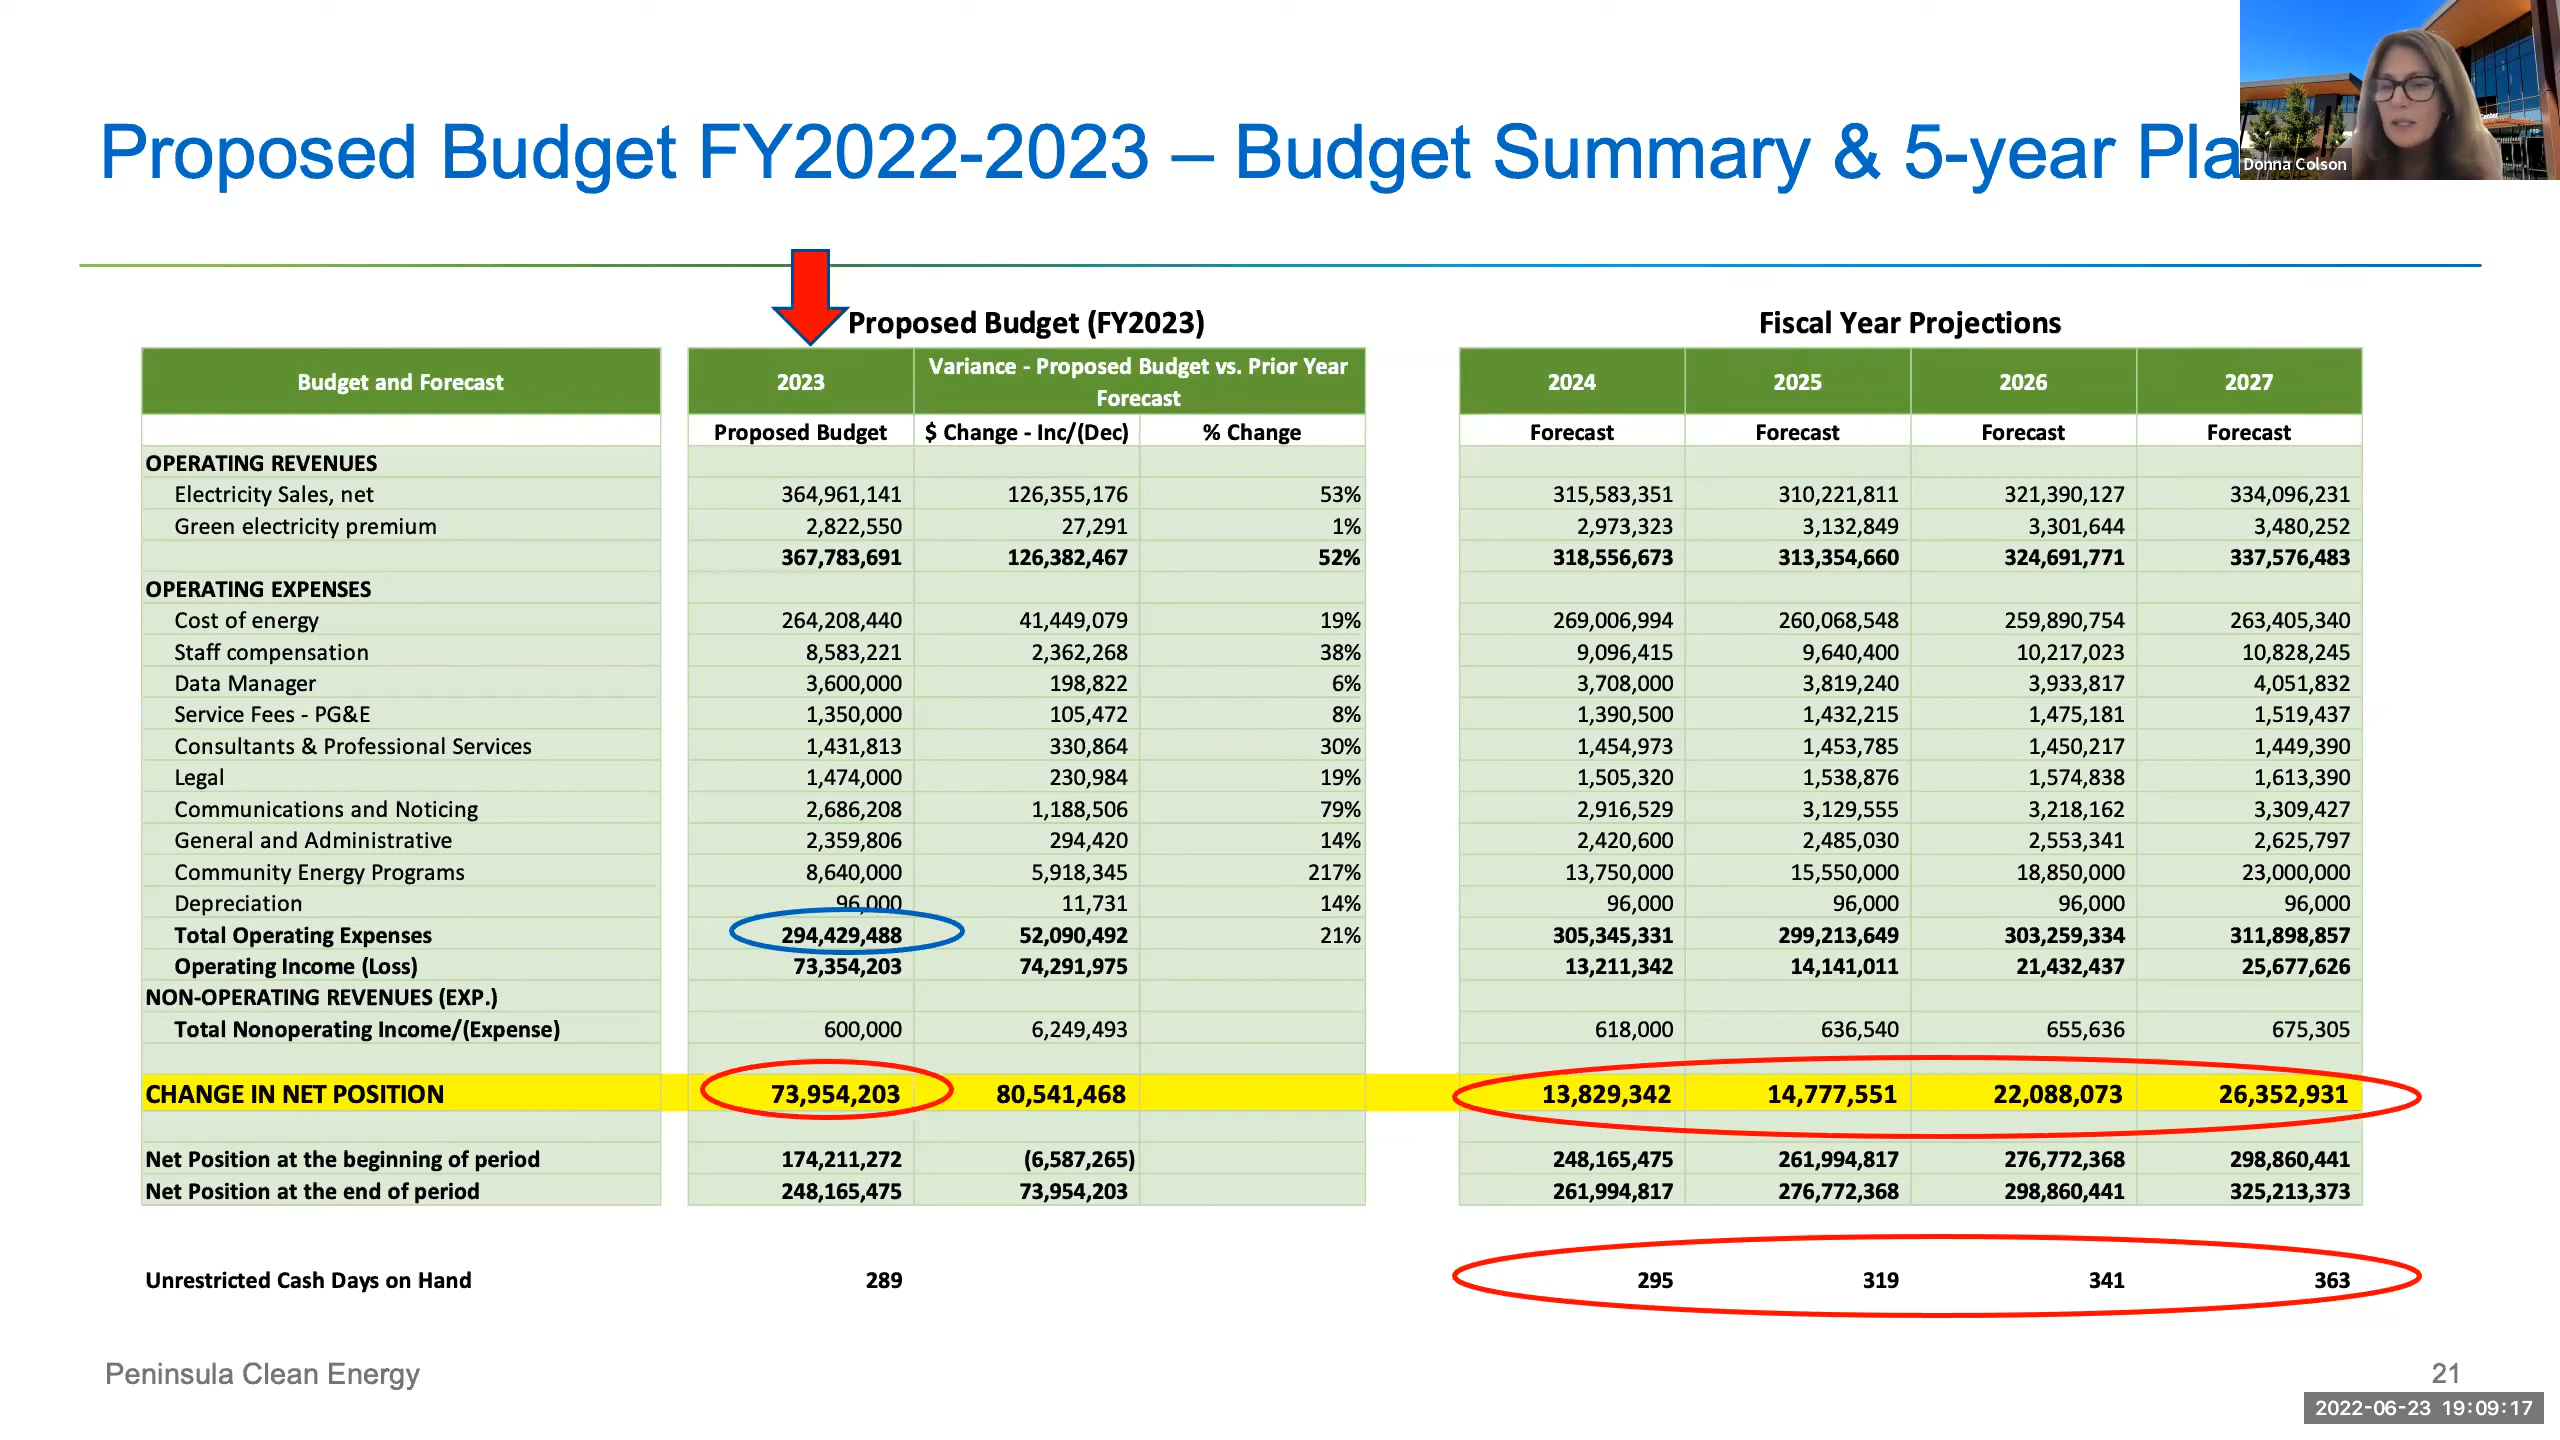 Proposed Budget FY2022-2023 – Budget Summary & 5-year Pla
Donna Colson
Proposed Budget (FY2023) Fiscal Year Projections
Budget and Forecast 2023 Variance - Proposed Budget vs. Prior Year Forecast 2024 2025 2026 2027
Proposed Budget $ Change - Inc/(Dec) % Change Forecast Forecast Forecast Forecast
OPERATING REVENUES
Electricity Sales, net 364,961,141 126,355,176 53% 315,583,351 310,221,811 321,390,127 334,096,231
Green electricity premium 2,822,550 27,291 1% 2,973,323 3,132,849 3,301,644 3,480,252
367,783,691 126,382,467 52% 318,556,673 313,354,660 324,691,771 337,576,483
OPERATING EXPENSES
Cost of energy 264,208,440 41,449,079 19% 269,006,994 260,068,548 259,890,754 263,405,340
Staff compensation 8,583,221 2,362,268 38% 9,096,415 9,640,400 10,217,023 10,828,245
Data Manager 3,600,000 198,822 6% 3,708,000 3,819,240 3,933,817 4,051,832
Service Fees - PG&E 1,350,000 105,472 8% 1,390,500 1,432,215 1,475,181 1,519,437
Consultants & Professional Services 1,431,813 330,864 30% 1,454,973 1,453,785 1,450,217 1,449,390
Legal 1,474,000 230,984 19% 1,505,320 1,538,876 1,574,838 1,613,390
Communications and Noticing 2,686,208 1,188,506 79% 2,916,529 3,129,555 3,218,162 3,309,427
General and Administrative 2,359,806 294,420 14% 2,420,600 2,485,030 2,553,341 2,625,797
Community Energy Programs 8,640,000 5,918,345 217% 13,750,000 15,550,000 18,850,000 23,000,000
Depreciation 96,000 11,731 14% 96,000 96,000 96,000 96,000
Total Operating Expenses 294,429,488 52,090,492 21% 305,345,331 299,213,649 303,259,334 311,898,857
Operating Income (Loss) 73,354,203 74,291,975 13,211,342 14,141,011 21,432,437 25,677,626
NON-OPERATING REVENUES (EXP.)
Total Nonoperating Income/(Expense) 600,000 6,249,493 618,000 636,540 655,636 675,305
CHANGE IN NET POSITION 73,954,203 80,541,468 13,829,342 14,777,551 22,088,073 26,352,931
Net Position at the beginning of period 174,211,272 (6,587,265) 248,165,475 261,994,817 276,772,368 298,860,441
Net Position at the end of period 248,165,475 73,954,203 261,994,817 276,772,368 298,860,441 325,213,373
Unrestricted Cash Days on Hand 289 295 319 341 363
Peninsula Clean Energy 21
2022-06-23 19:09:17